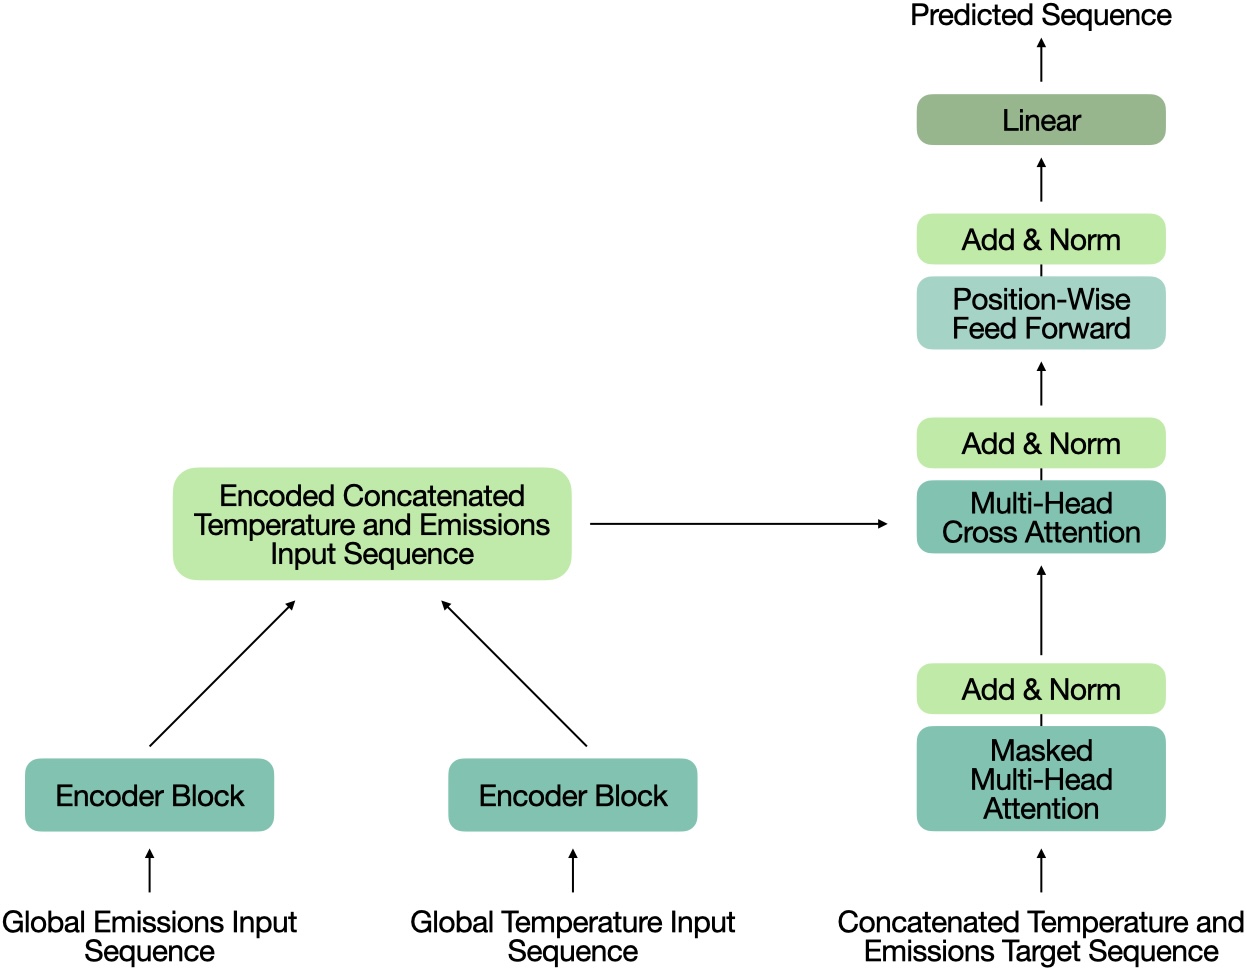 Predicted Sequence
Linear
Add & Norm
Position-Wise
Feed Forward
Add & Norm
Multi-Head
Cross Attention
Encoded Concatenated
Temperature and Emissions
Input Sequence
Add & Norm
Masked
Multi-Head
Attention
Encoder Block
Encoder Block
Global Emissions Input
Sequence
Global Temperature Input
Sequence
Concatenated Temperature and
Emissions Target Sequence